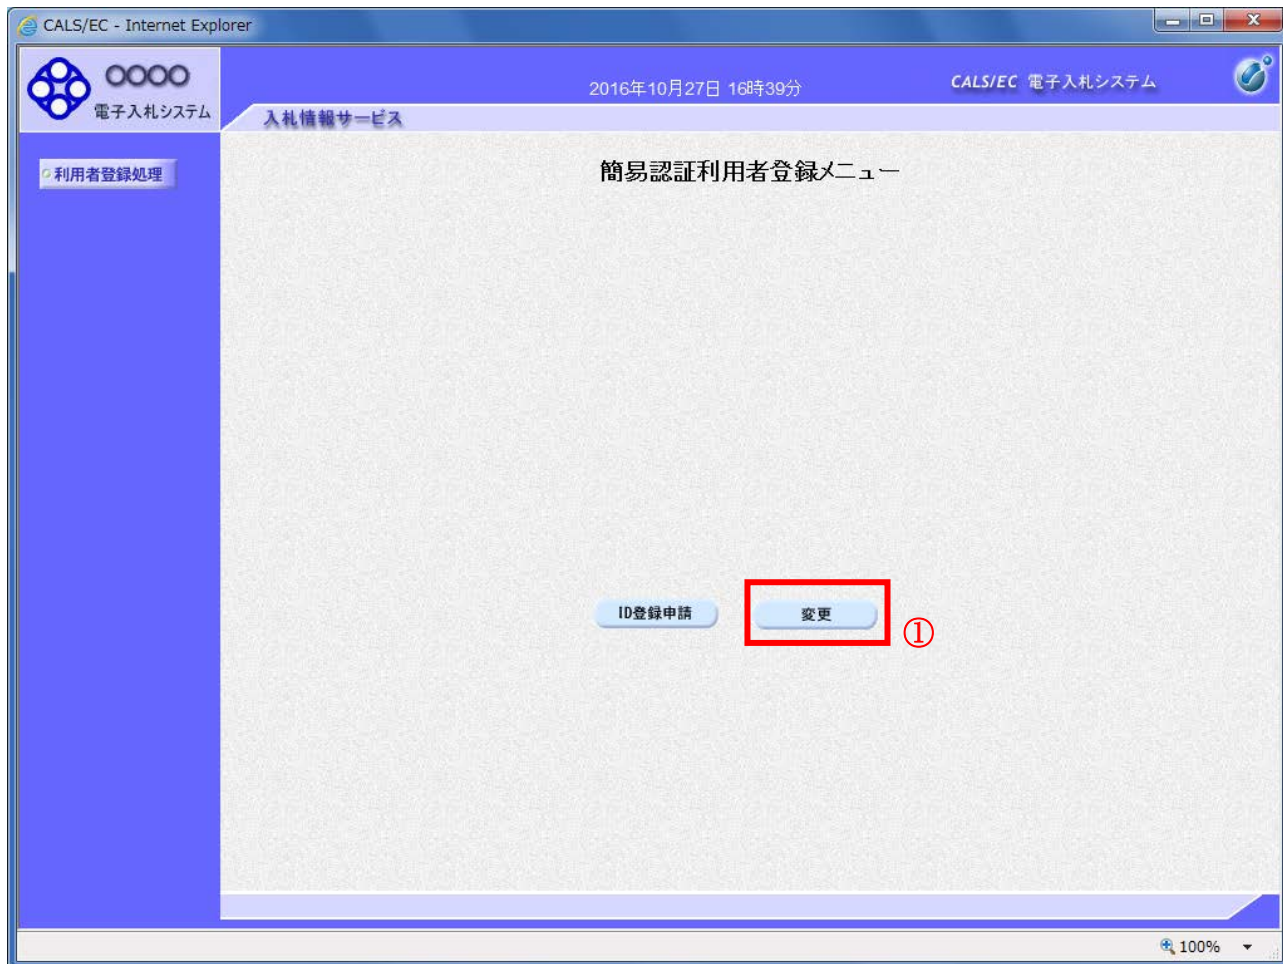 CALS/EC - Internet Explorer
○○○○
電子入札システム
2016年10月27日 16時39分
CALS/EC 電子入札システム
入札情報サービス
利用者登録処理
簡易認証利用者登録メニュー
ID登録申請
変更
①
100%